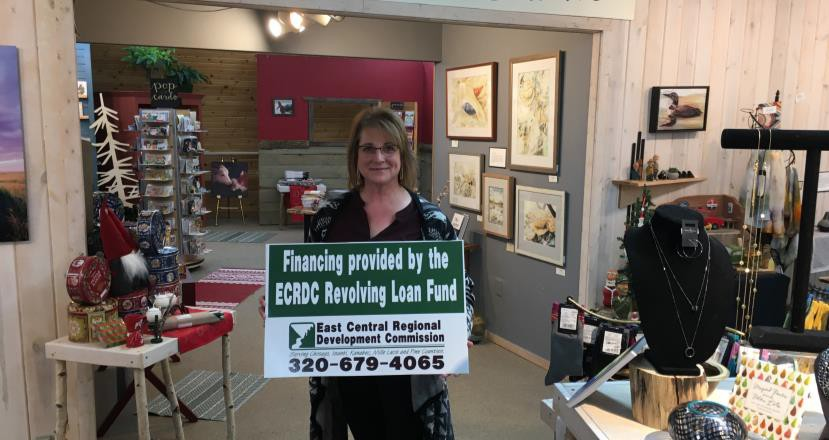 pop
cards
Financing provided by the
ECRDC Revolving Loan Fund
East Central Regional
Development Commission
Serving Chisago, Isanti, Kanabec, Mille Lacs and Pine Counties
320-679-4065